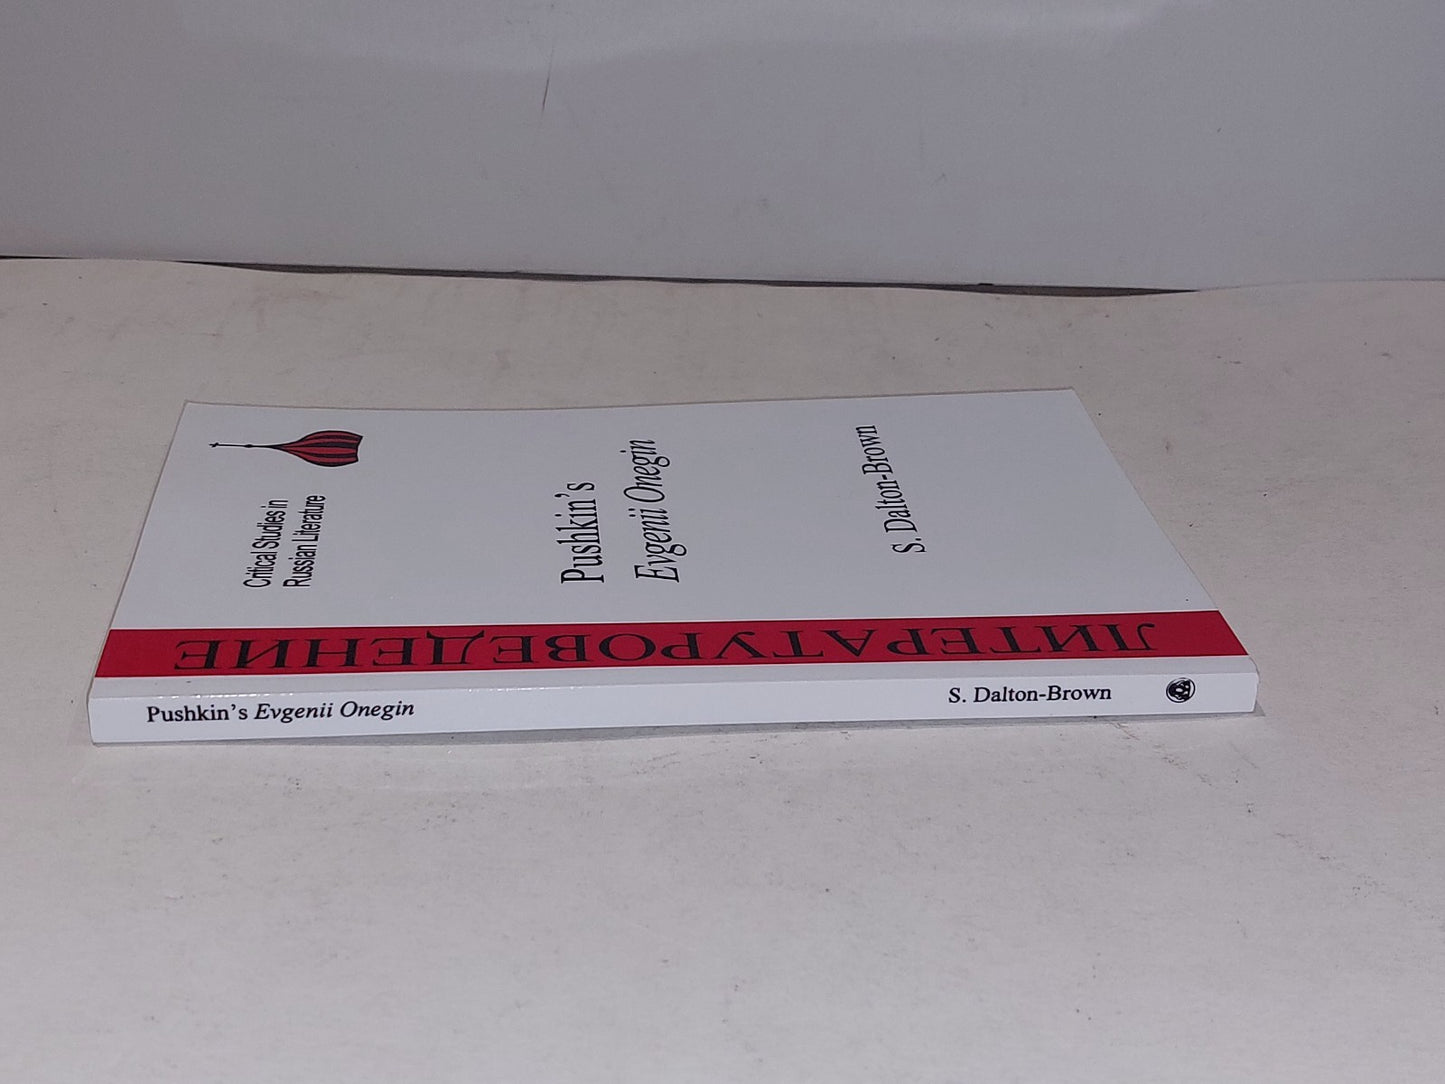 Critical Studies in
Russian Literature
Pushkin's
Evgenii Onegin
S. Dalton-Brown
ЛИТЕРАТУРОВЕДЕНИЕ
Pushkin's Evgenii Onegin
S. Dalton-Brown